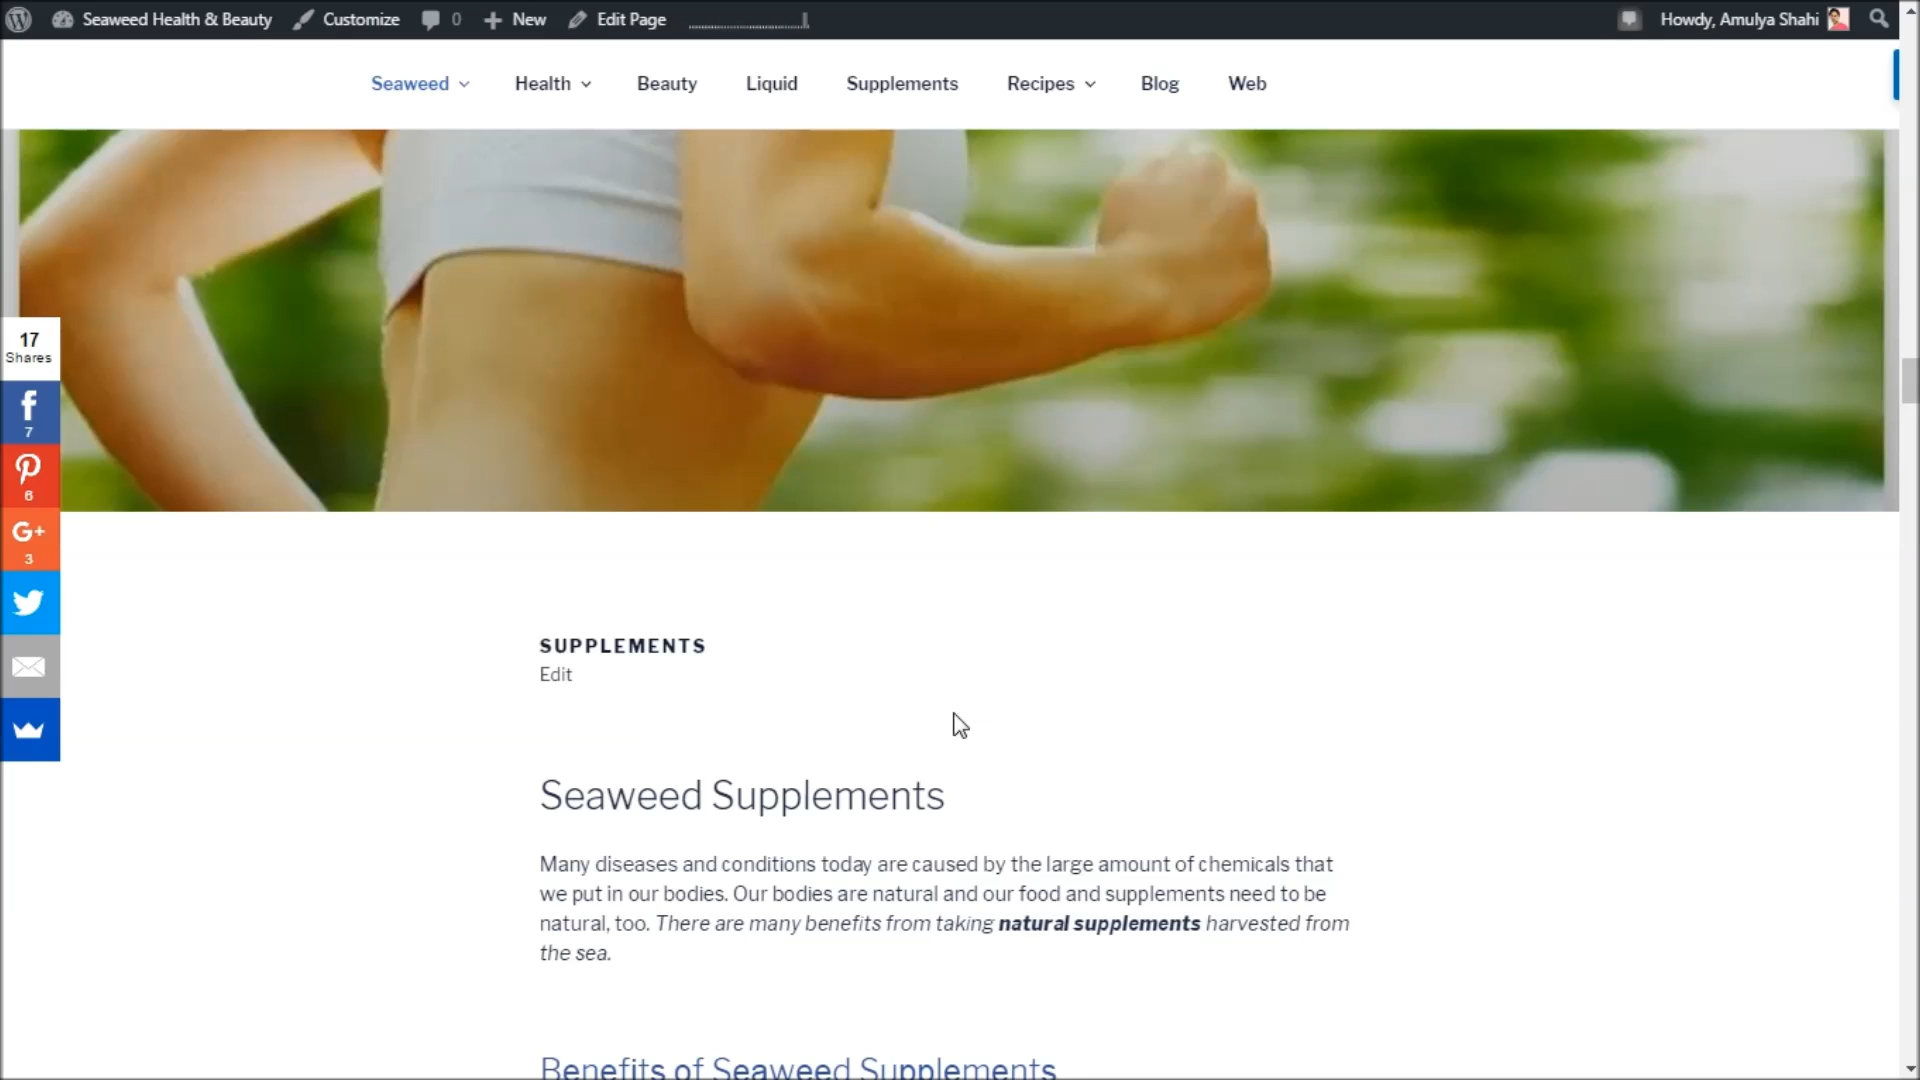 Seaweed Health & Beauty Customize 0 New Edit Page Howdy, Amulya Shahi
Seaweed Health Beauty Liquid Supplements Recipes Blog Web
17
Shares
f
7
6
G+
3
SUPPLEMENTS
Edit
Seaweed Supplements
Many diseases and conditions today are caused by the large amount of chemicals that
we put in our bodies. Our bodies are natural and our food and supplements need to be
natural, too. There are many benefits from taking natural supplements harvested from
the sea.
Benefits of Seaweed Supplements